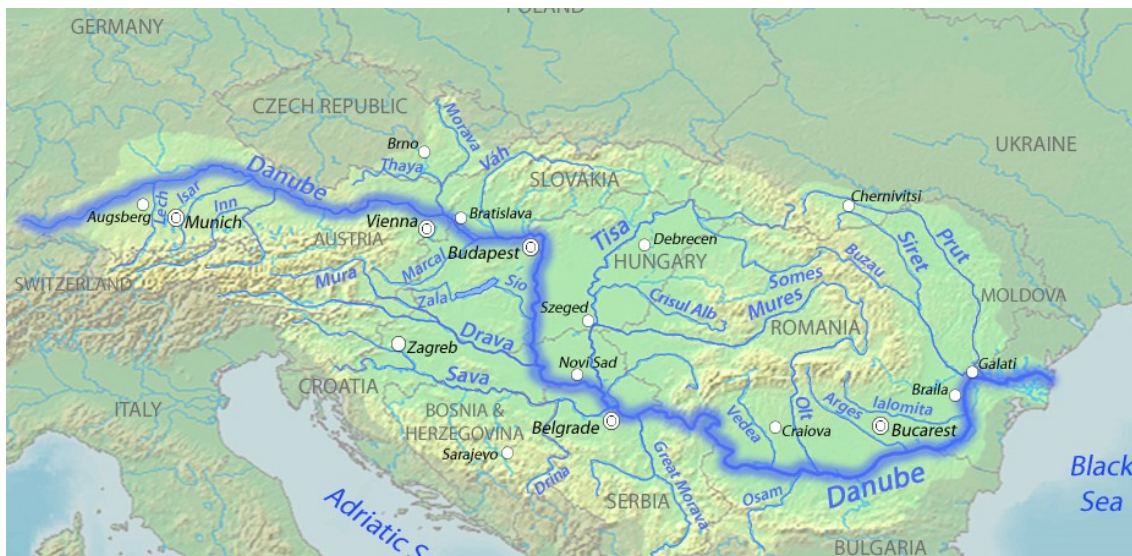 GERMANY
POLAND
CZECH REPUBLIC
Morava
UKRAINE
Brno
Thaya
Váh
SLOVAKIA
Danube
Lech
Isar
Inn
Augsberg
Munich
Vienna
Bratislava
Chernivitsi
AUSTRIA
Budapest
Tisa
Debrecen
HUNGARY
Siret
Prut
SWITZERLAND
Mura
Marcal
Zala
Sio
Somes
Buzau
Crisul Alb
Mures
MOLDOVA
Szeged
Drava
ROMANIA
Zagreb
Sava
Novi Sad
Galati
Braila
CROATIA
ITALY
BOSNIA &
HERZEGOVINA
Belgrade
Vedea
Olt
Arges
Ialomita
Craiova
Bucarest
Sarajevo
Drina
Great Morava
Osam
Danube
Black
Sea
Adriatic S
SERBIA
BULGARIA